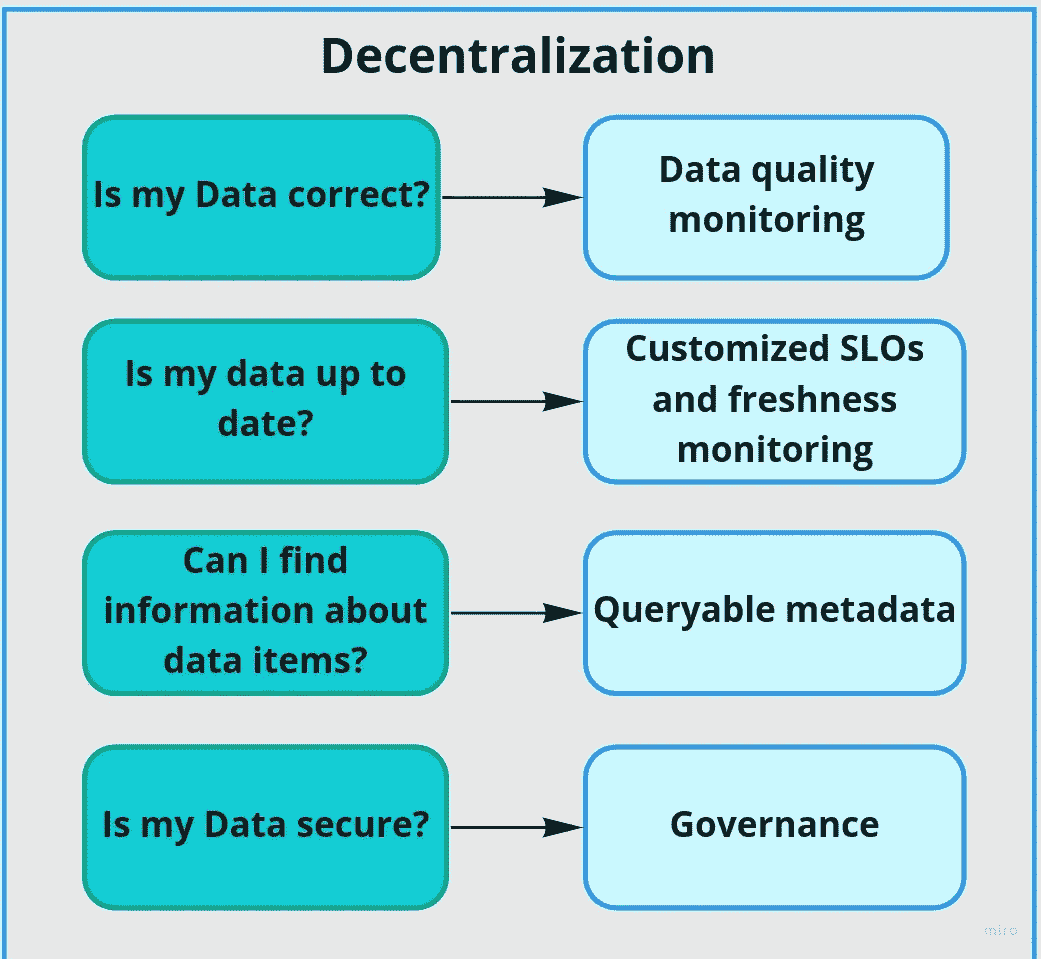 Decentralization
Is my Data correct?
Data quality
monitoring
Is my data up to
date?
Customized SLOs
and freshness
monitoring
Can I find
information about
data items?
Queryable metadata
Is my Data secure?
Governance
miro